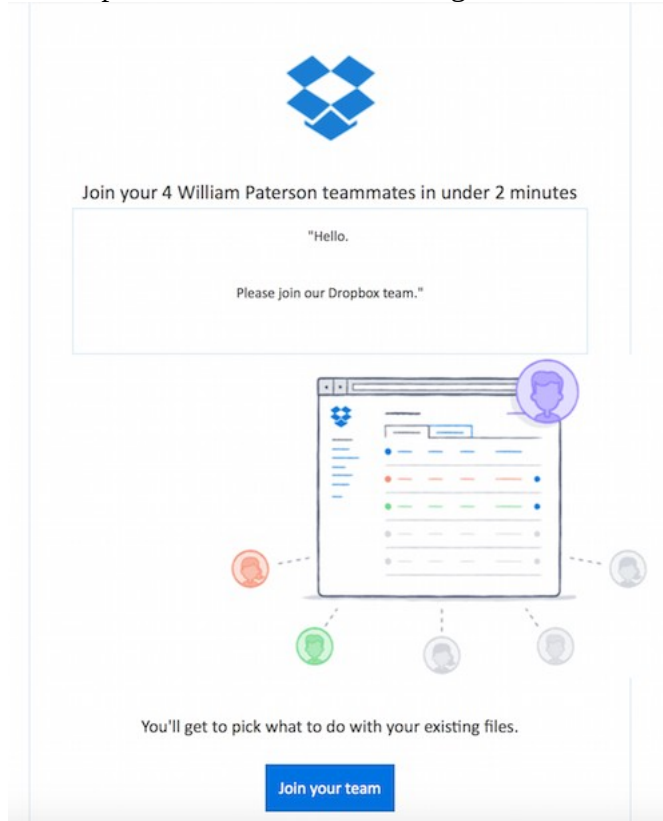 Join your 4 William Paterson teammates in under 2 minutes
"Hello.
Please join our Dropbox team."
You'll get to pick what to do with your existing files.
Join your team